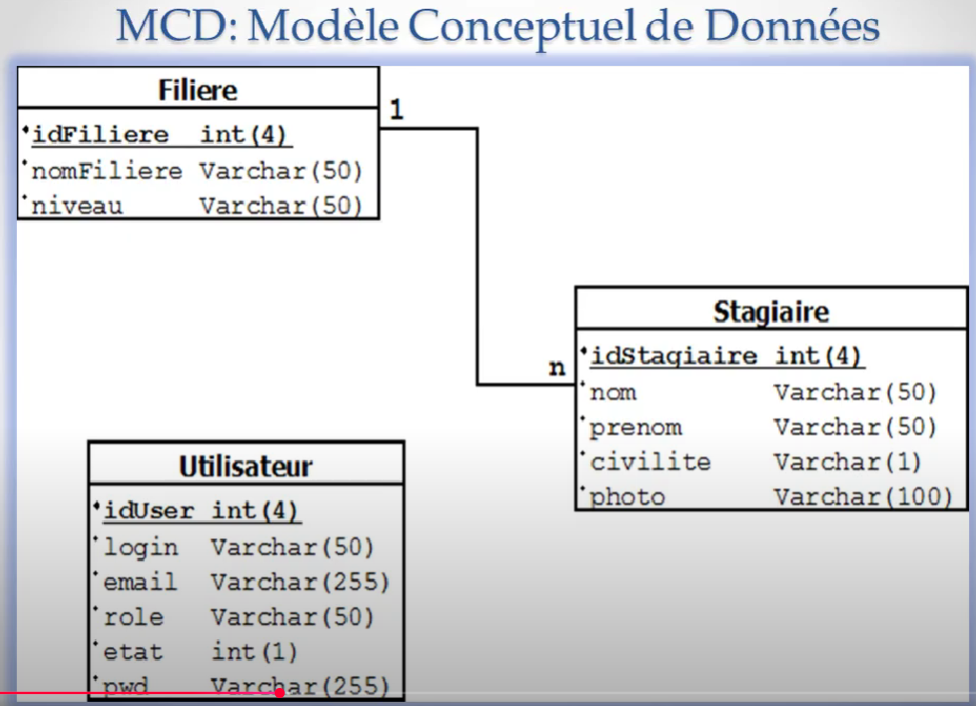 MCD: Modèle Conceptuel de Données
Filiere
idFiliere int(4)
nomFiliere Varchar(50)
niveau Varchar(50)
1
n
Stagiaire
idStagiaire int(4)
nom Varchar(50)
prenom Varchar(50)
civilite Varchar(1)
photo Varchar(100)
Utilisateur
idUser int(4)
login Varchar(50)
email Varchar(255)
role Varchar(50)
etat int(1)
pwd Varchar(255)